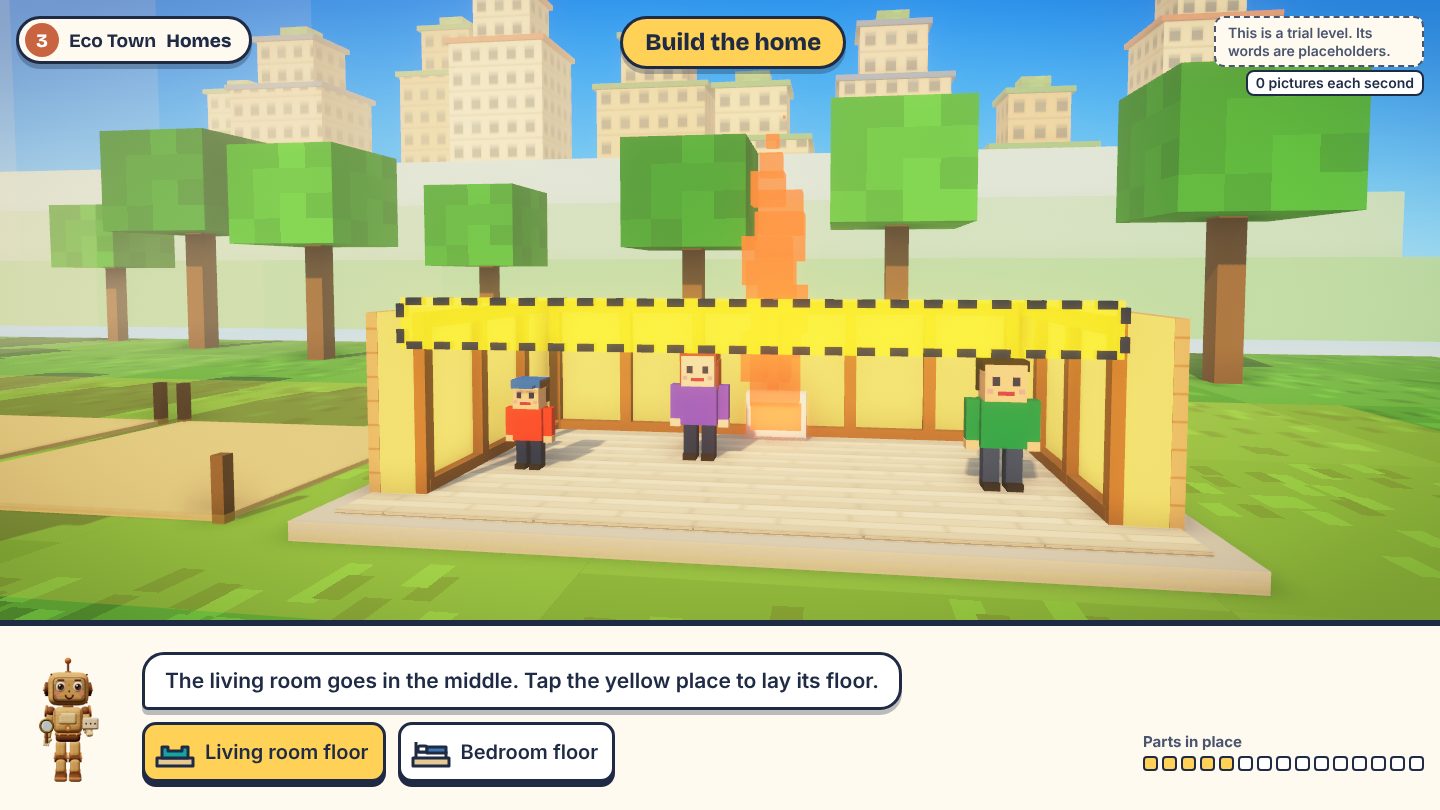 3 Eco Town Homes
Build the home
This is a trial level. Its
words are placeholders.
0 pictures each second
The living room goes in the middle. Tap the yellow place to lay its floor.
Living room floor
Bedroom floor
Parts in place